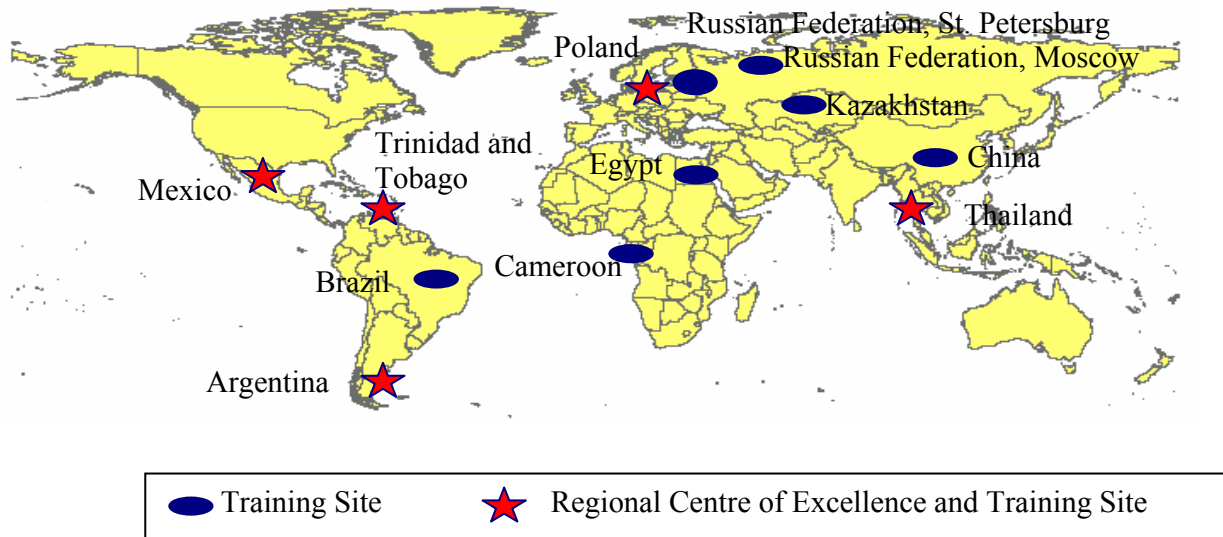 Russian Federation, St. Petersburg
Poland
Russian Federation, Moscow
Kazakhstan
Trinidad and
Tobago
Egypt
China
Mexico
Thailand
Cameroon
Brazil
Argentina
Training Site
Regional Centre of Excellence and Training Site